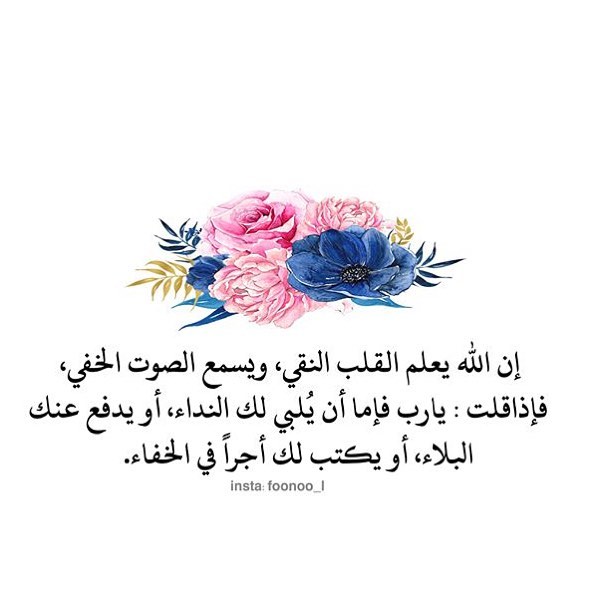 إن الله يعلم القلب النقي، ويسمع الصوت الخفي،
فإذاقلت : يارب فإما أن يُلبي لك النداء، أو يدفع عنك
البلاء، أو يكتب لك أجراً في الخفاء.
insta: foonoo_l